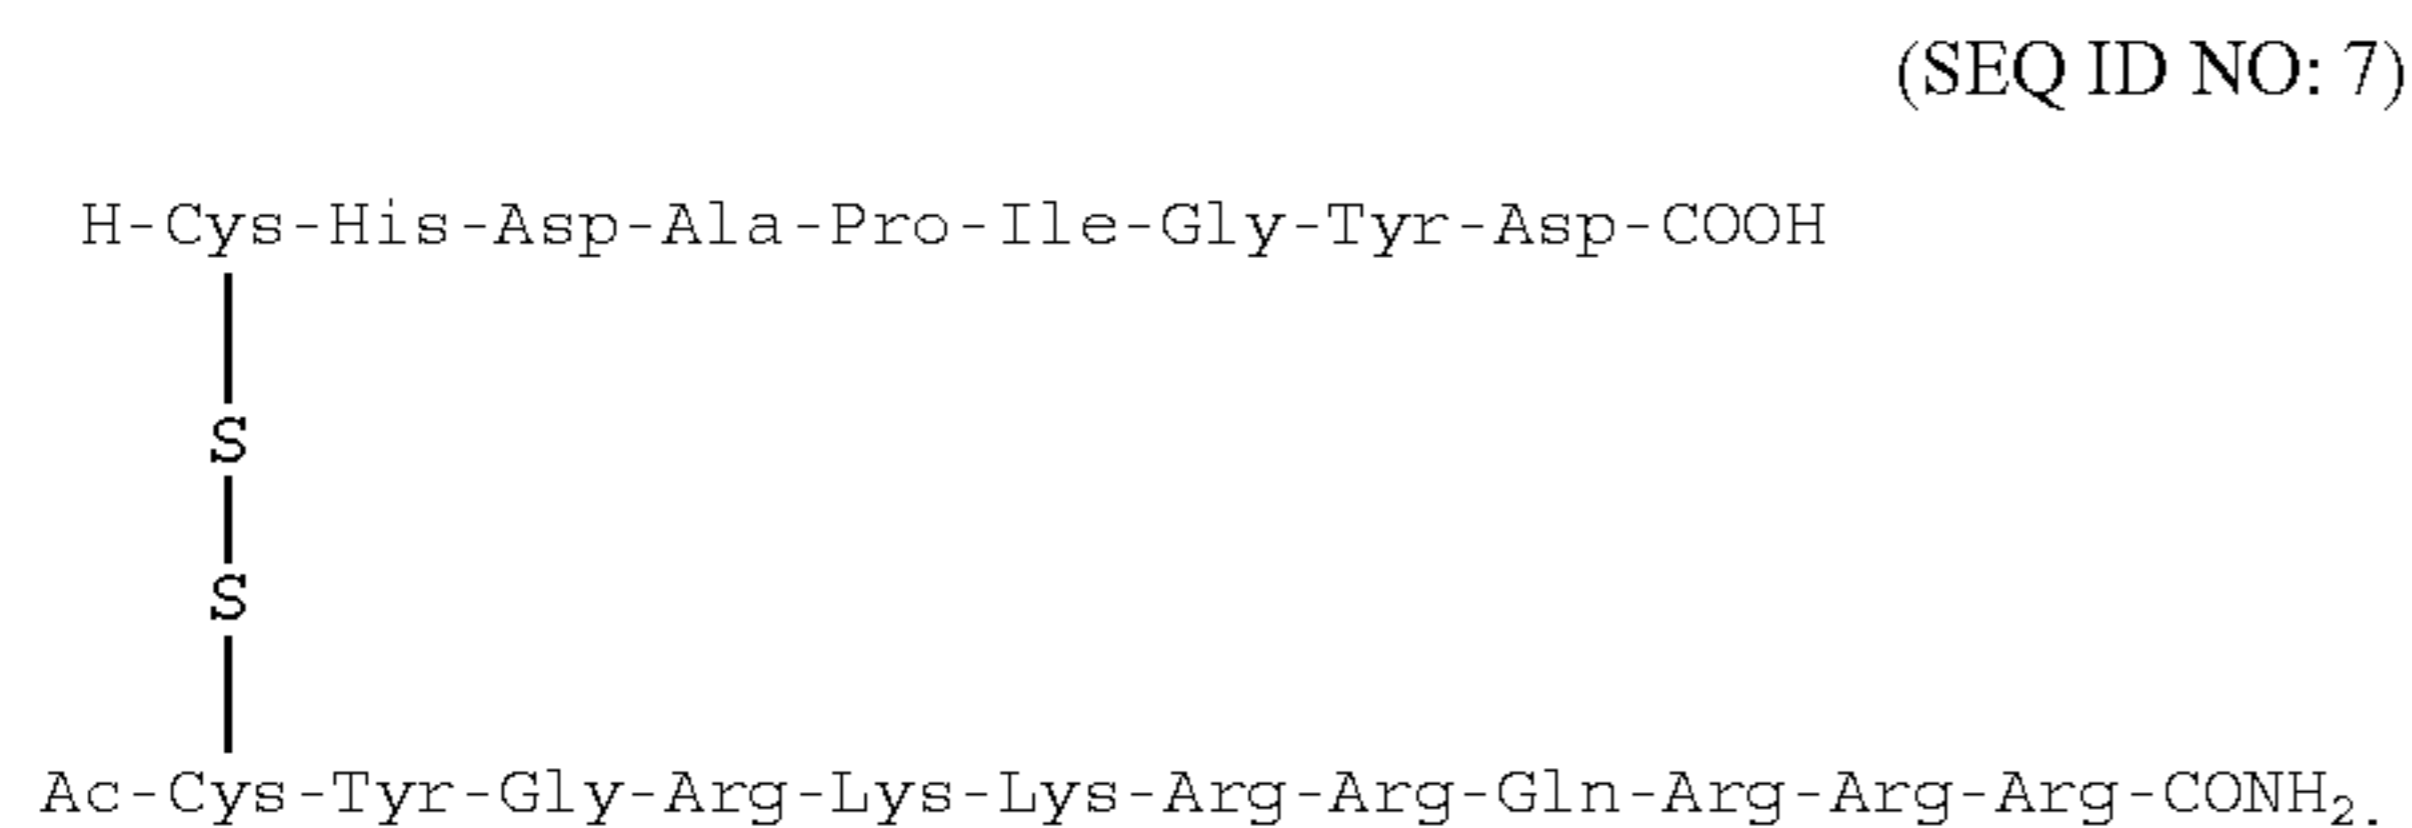 (SEQ ID NO: 7)
H-Cys-His-Asp-Ala-Pro-Ile-Gly-Tyr-Asp-COOH
S
S
Ac-Cys-Tyr-Gly-Arg-Lys-Lys-Arg-Arg-Gln-Arg-Arg-Arg-CONH₂.